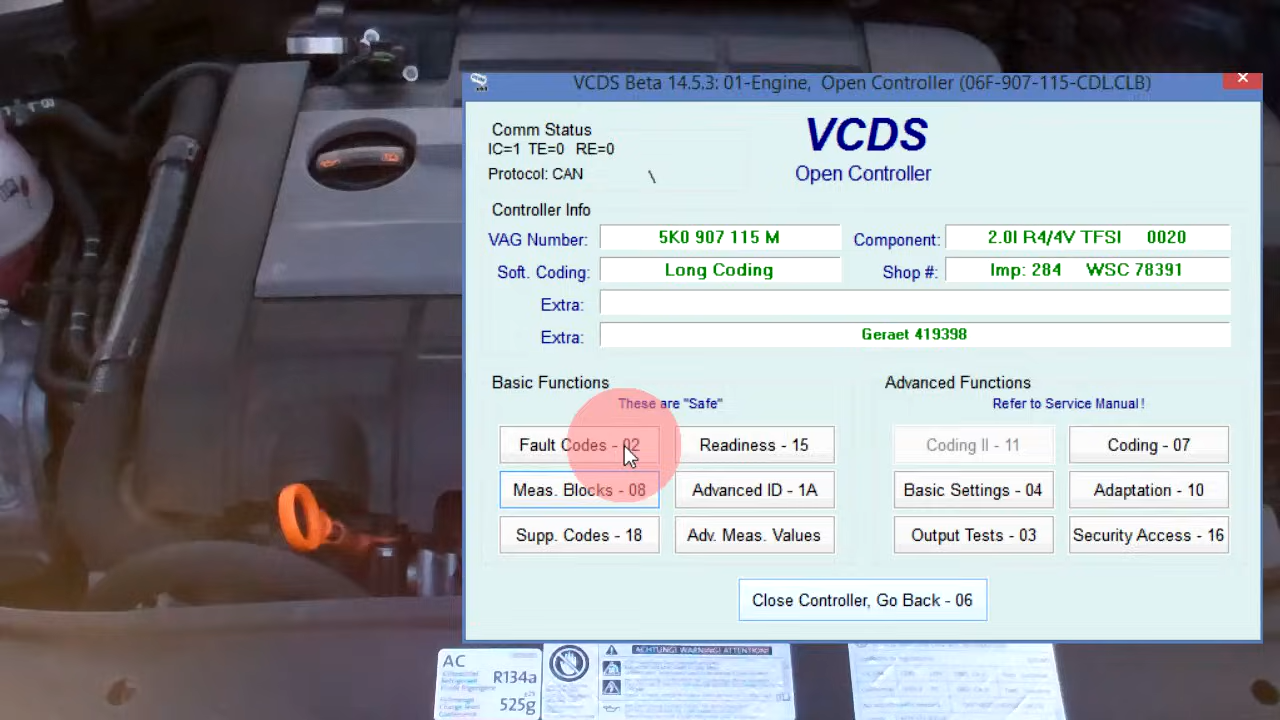 VCDS Beta 14.5.3: 01-Engine, Open Controller (06F-907-115-CDL.CLB)
Comm Status
IC=1 TE=0 RE=0
Protocol: CAN \
VCDS
Open Controller
Controller Info
VAG Number: 5K0 907 115 M Component: 2.0l R4/4V TFSI 0020
Soft. Coding: Long Coding Shop #: Imp: 284 WSC 78391
Extra:
Extra: Geraet 419398
Basic Functions
These are "Safe"
Fault Codes - 02 Readiness - 15
Meas. Blocks - 08 Advanced ID - 1A
Supp. Codes - 18 Adv. Meas. Values
Advanced Functions
Refer to Service Manual!
Coding II - 11 Coding - 07
Basic Settings - 04 Adaptation - 10
Output Tests - 03 Security Access - 16
Close Controller, Go Back - 06
AC
R134a
525g
ACHTUNG! WARNING! ATTENTION!